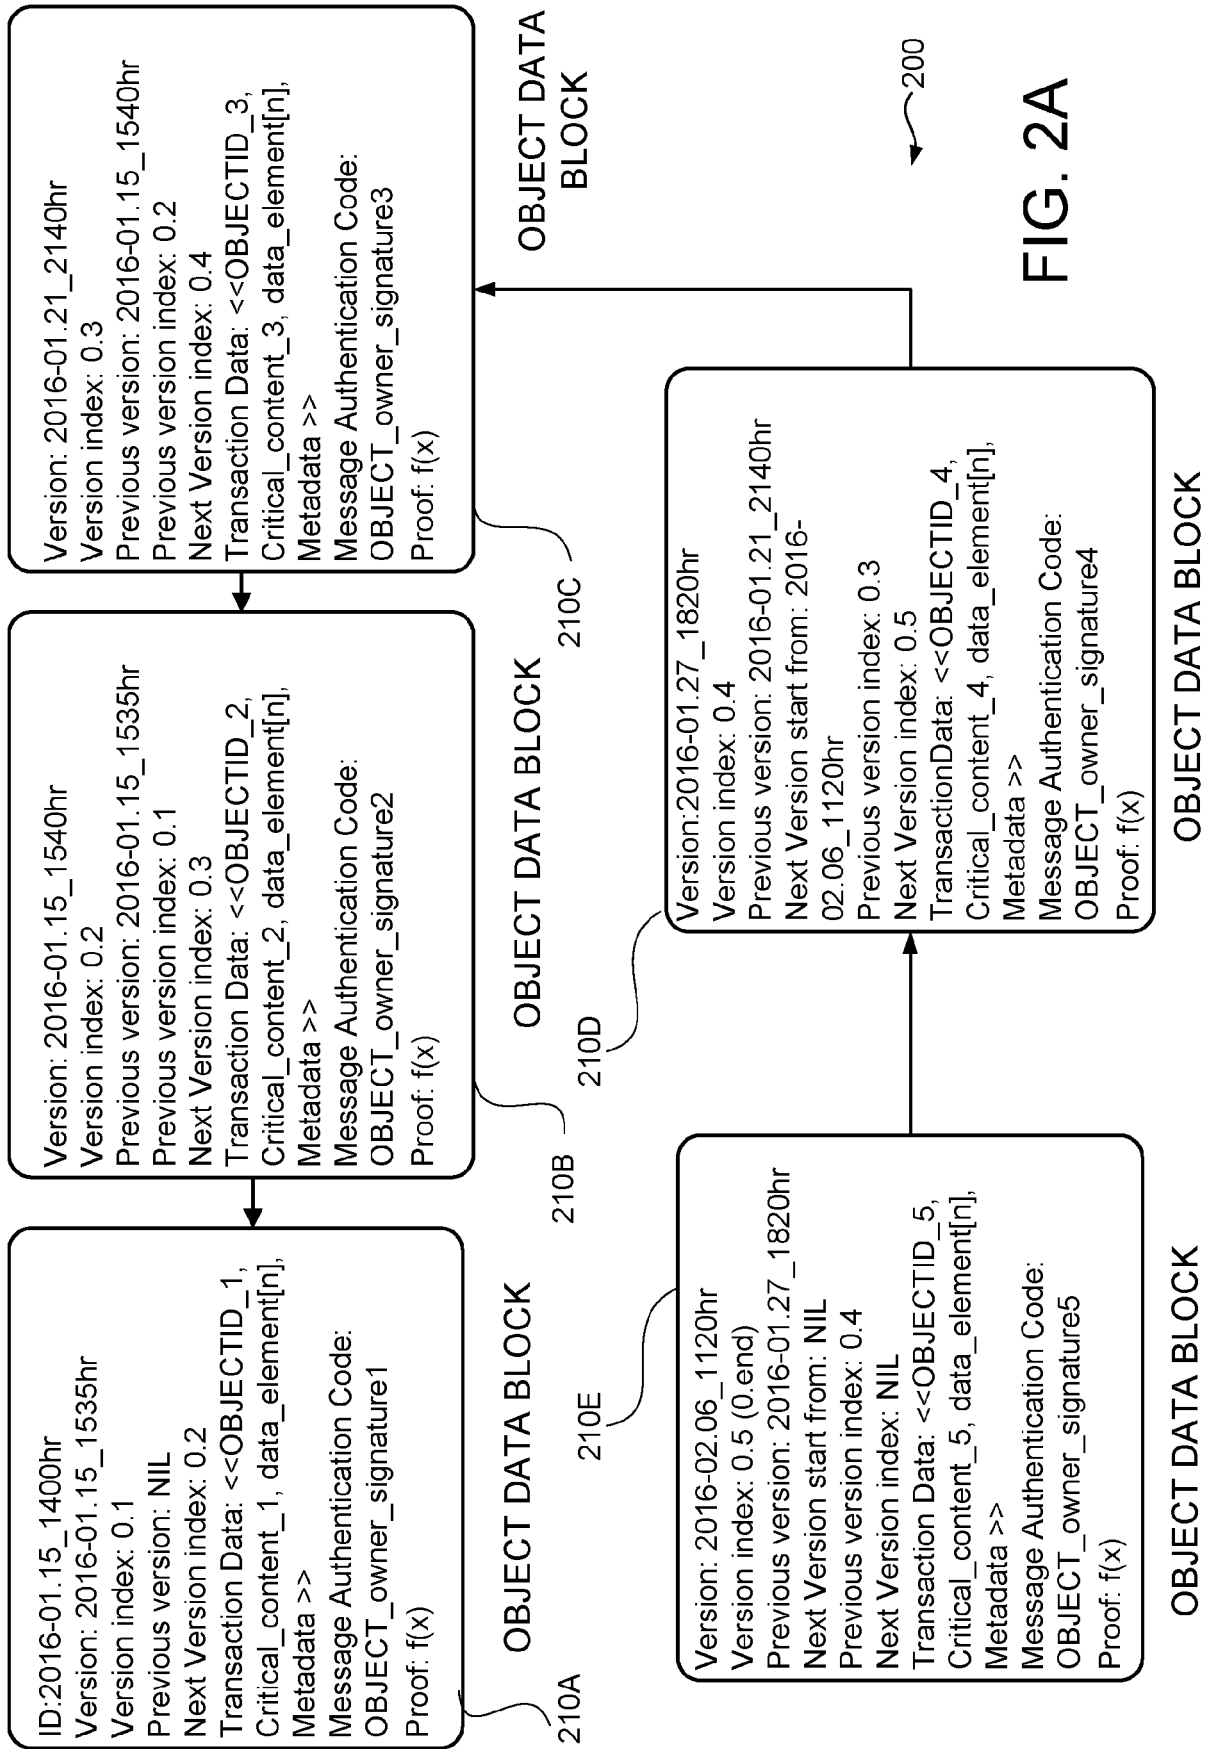 ID:2016-01.15_1400hr
Version: 2016-01.15_1535hr
Version index: 0.1
Previous version: NIL
Next Version index: 0.2
Transaction Data: <<OBJECTID_1,
Critical_content_1, data_element[n],
Metadata >>
Message Authentication Code:
OBJECT_owner_signature1
Proof: f(x)
210A
OBJECT DATA BLOCK
Version: 2016-01.15_1540hr
Version index: 0.2
Previous version: 2016-01.15_1535hr
Previous version index: 0.1
Next Version index: 0.3
Transaction Data: <<OBJECTID_2,
Critical_content_2, data_element[n],
Metadata >>
Message Authentication Code:
OBJECT_owner_signature2
Proof: f(x)
210B
OBJECT DATA BLOCK
Version: 2016-01.21_2140hr
Version index: 0.3
Previous version: 2016-01.15_1540hr
Previous version index: 0.2
Next Version index: 0.4
Transaction Data: <<OBJECTID_3,
Critical_content_3, data_element[n],
Metadata >>
Message Authentication Code:
OBJECT_owner_signature3
Proof: f(x)
210C
OBJECT DATA
BLOCK
210E
Version: 2016-02.06_1120hr
Version index: 0.5 (0.end)
Previous version: 2016-01.27_1820hr
Next Version start from: NIL
Previous version index: 0.4
Next Version index: NIL
Transaction Data: <<OBJECTID_5,
Critical_content_5, data_element[n],
Metadata >>
Message Authentication Code:
OBJECT_owner_signature5
Proof: f(x)
OBJECT DATA BLOCK
210D
Version:2016-01.27_1820hr
Version index: 0.4
Previous version: 2016-01.21_2140hr
Next Version start from: 2016-
02.06_1120hr
Previous version index: 0.3
Next Version index: 0.5
TransactionData: <<OBJECTID_4,
Critical_content_4, data_element[n],
Metadata >>
Message Authentication Code:
OBJECT_owner_signature4
Proof: f(x)
OBJECT DATA BLOCK
200
FIG. 2A